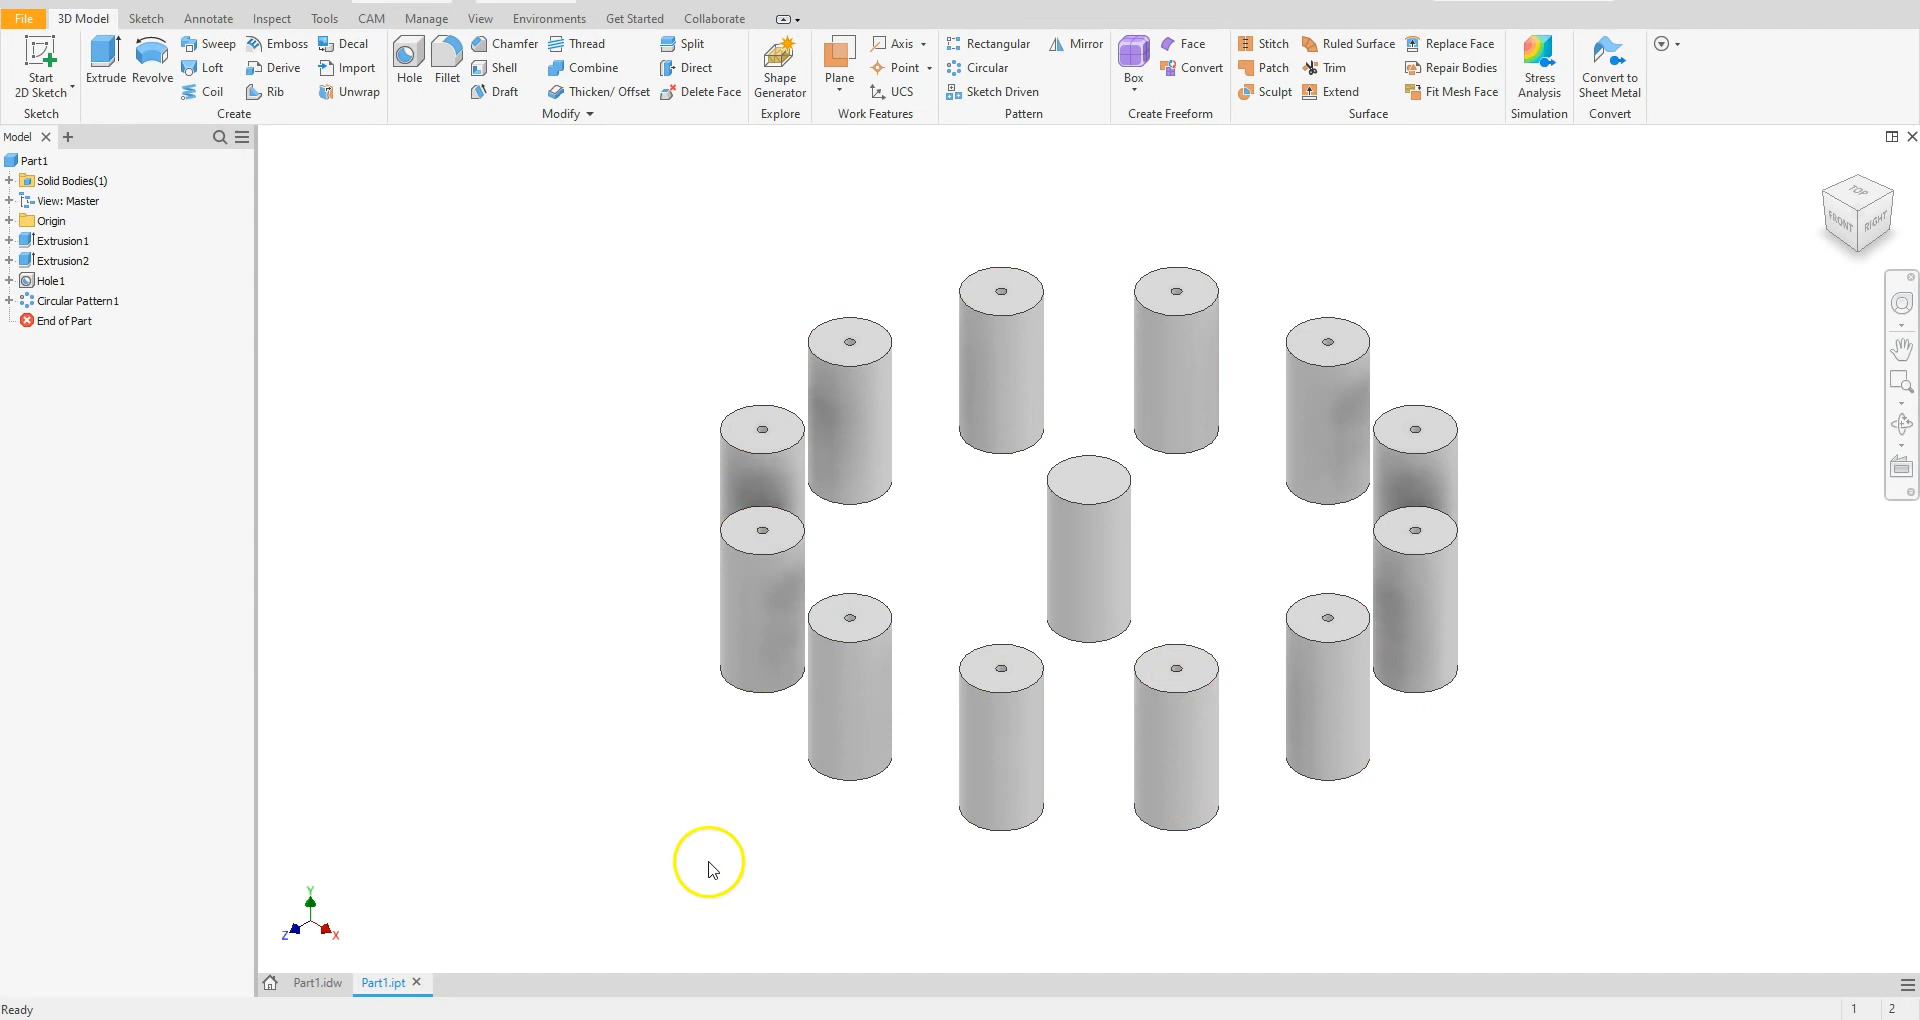 File 3D Model Sketch Annotate Inspect Tools CAM Manage View Environments Get Started Collaborate
Start
2D Sketch
Sketch
Extrude
Revolve
Sweep
Loft
Coil
Emboss
Derive
Rib
Decal
Import
Unwrap
Create
Hole
Fillet
Chamfer
Shell
Draft
Thread
Combine
Thicken/ Offset
Split
Direct
Delete Face
Modify
Shape
Generator
Explore
Plane
Axis
Point
UCS
Work Features
Rectangular
Circular
Sketch Driven
Mirror
Pattern
Box
Face
Convert
Create Freeform
Stitch
Patch
Sculpt
Ruled Surface
Trim
Extend
Replace Face
Repair Bodies
Fit Mesh Face
Surface
Stress
Analysis
Simulation
Convert to
Sheet Metal
Convert
Model
Part1
Solid Bodies(1)
View: Master
Origin
Extrusion1
Extrusion2
Hole1
Circular Pattern1
End of Part
TOP
FRONT
RIGHT
Y
Z
X
Part1.idw
Part1.ipt
Ready
1
2